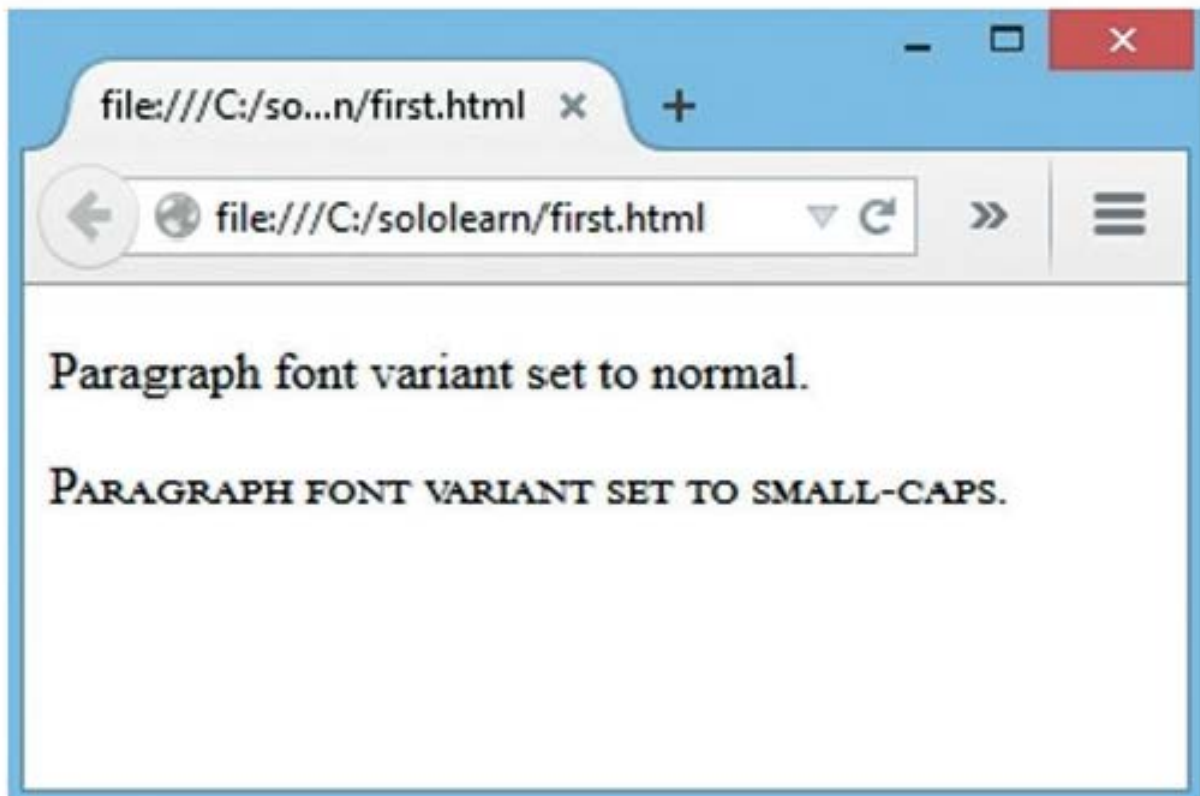 file:///C:/so...n/first.html
file:///C:/sololearn/first.html
Paragraph font variant set to normal.
Paragraph font variant set to small-caps.